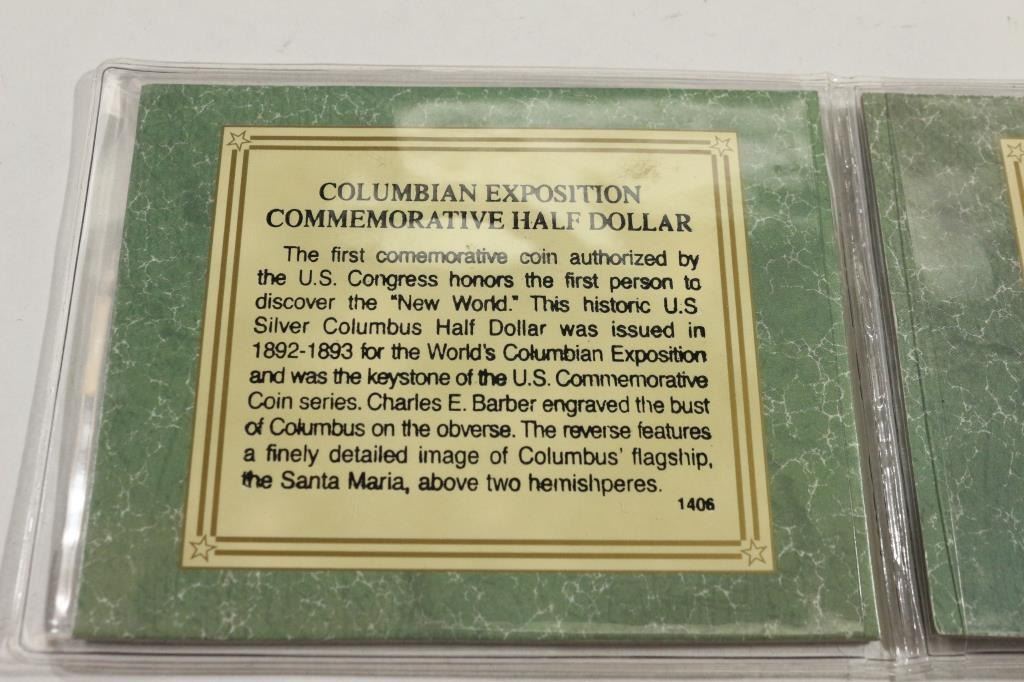 COLUMBIAN EXPOSITION
COMMEMORATIVE HALF DOLLAR
The first comemorative coin authorized by
the U.S. Congress honors the first person to
discover the "New World." This historic U.S
Silver Columbus Half Dollar was issued in
1892-1893 for the World's Columbian Exposition
and was the keystone of the U.S. Commemorative
Coin series. Charles E. Barber engraved the bust
of Columbus on the obverse. The reverse features
a finely detailed image of Columbus' flagship,
the Santa Maria, above two hemishperes.
1406